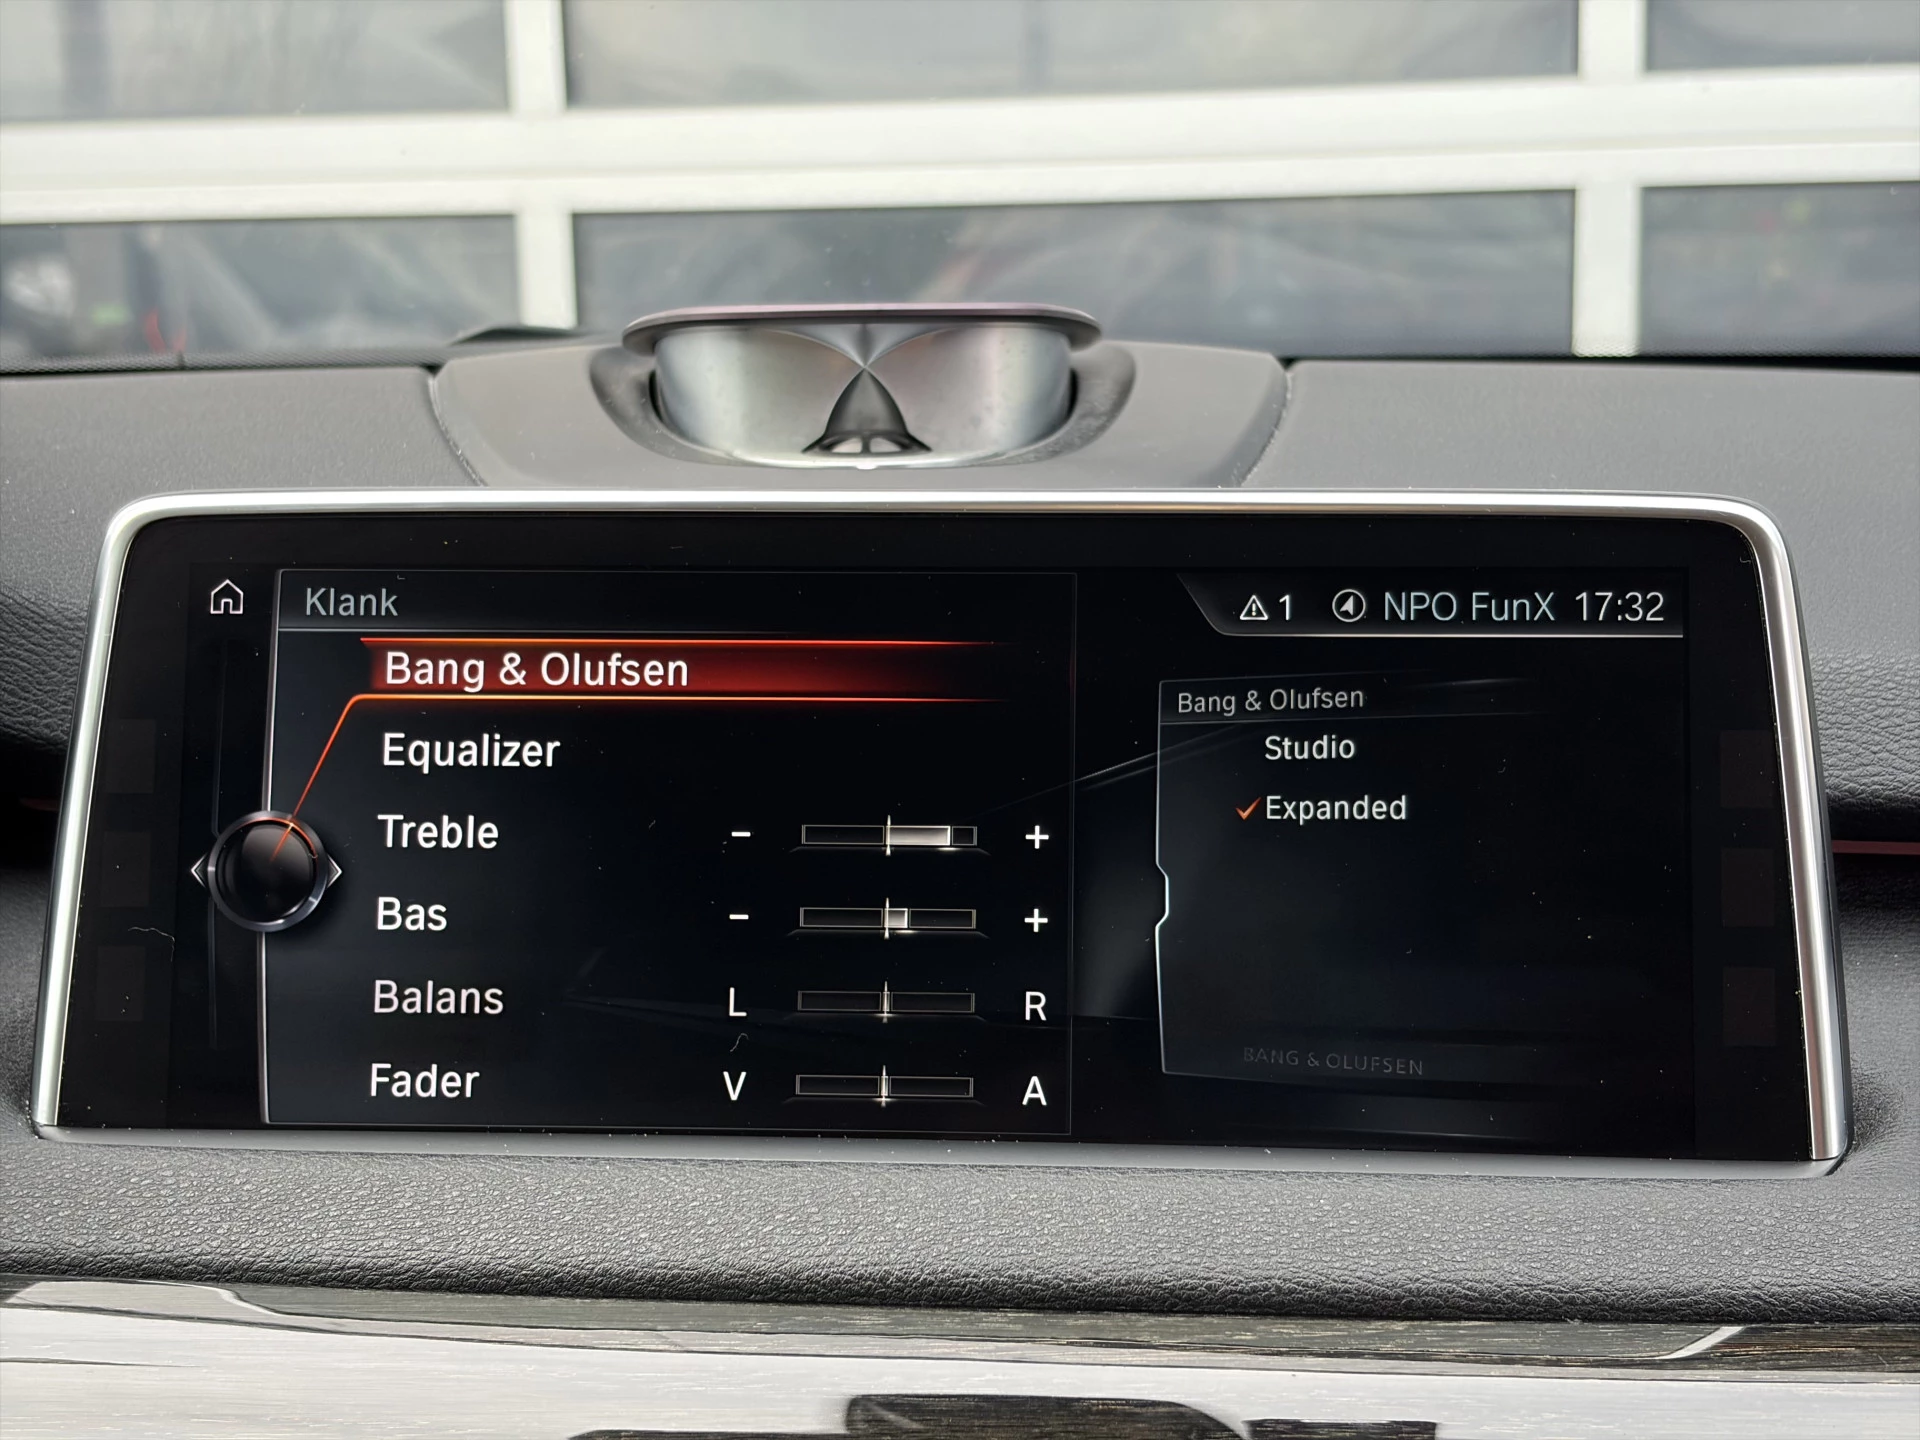 Klank
1 NPO FunX 17:32
Bang & Olufsen
Equalizer
Treble - +
Bas - +
Balans L R
Fader V A
Bang & Olufsen
Studio
Expanded
BANG & OLUFSEN